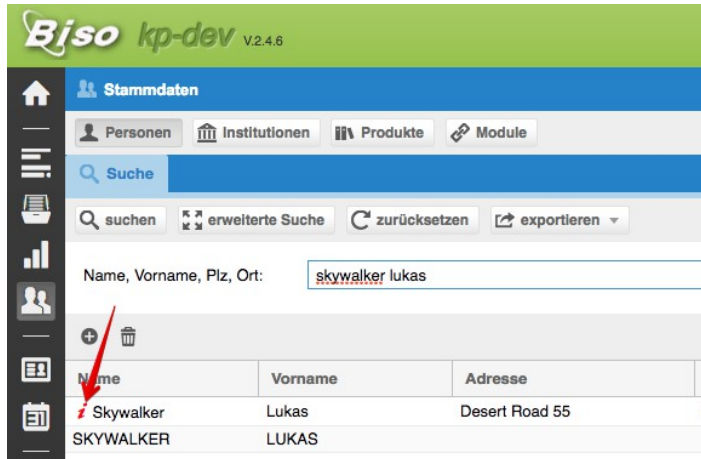 Biso kp-dev V.2.4.6
Stammdaten
Personen Institutionen Produkte Module
Suche
suchen erweiterte Suche zurücksetzen exportieren
Name, Vorname, Plz, Ort: skywalker lukas
Name Vorname Adresse
i Skywalker Lukas Desert Road 55
SKYWALKER LUKAS